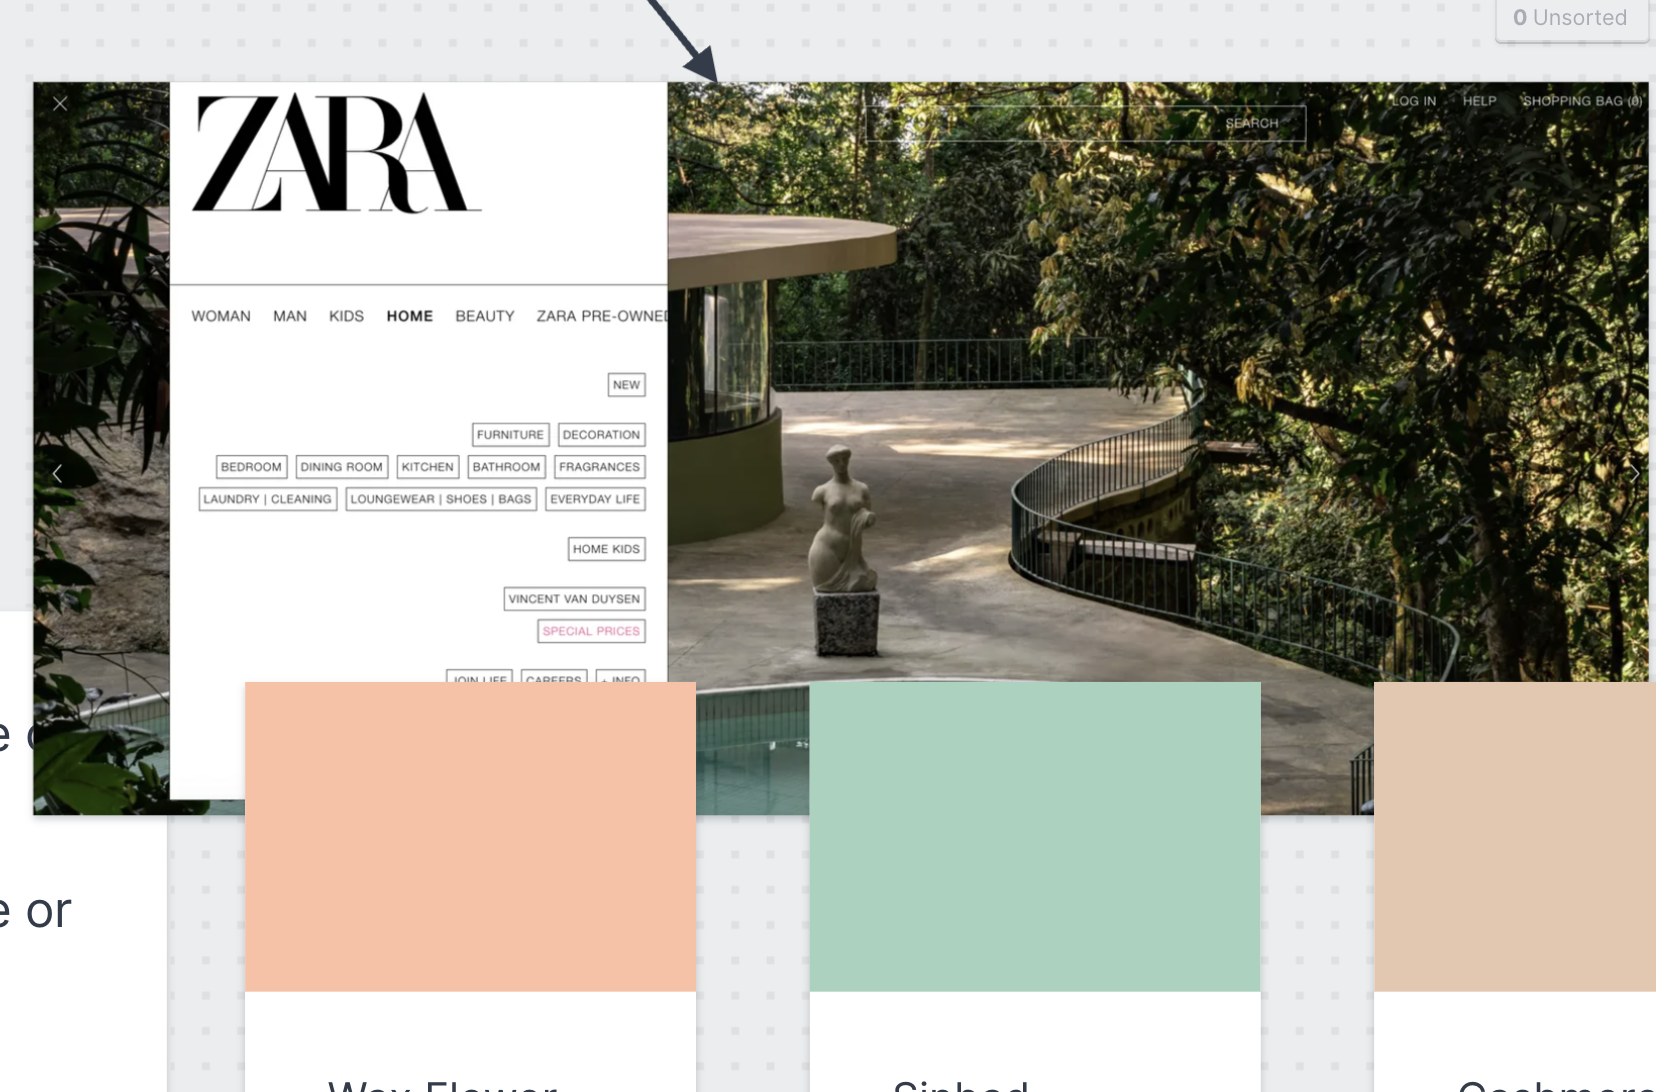 0 Unsorted
ZARA
LOG IN HELP SHOPPING BAG (0)
SEARCH
WOMAN MAN KIDS HOME BEAUTY ZARA PRE-OWNED
NEW
FURNITURE DECORATION
BEDROOM DINING ROOM KITCHEN BATHROOM FRAGRANCES
LAUNDRY | CLEANING LOUNGEWEAR | SHOES | BAGS EVERYDAY LIFE
HOME KIDS
VINCENT VAN DUYSEN
SPECIAL PRICES
JOIN LIFE CAREERS + INFO
e
e or
Wax Flower
Sinbad
Cashmere